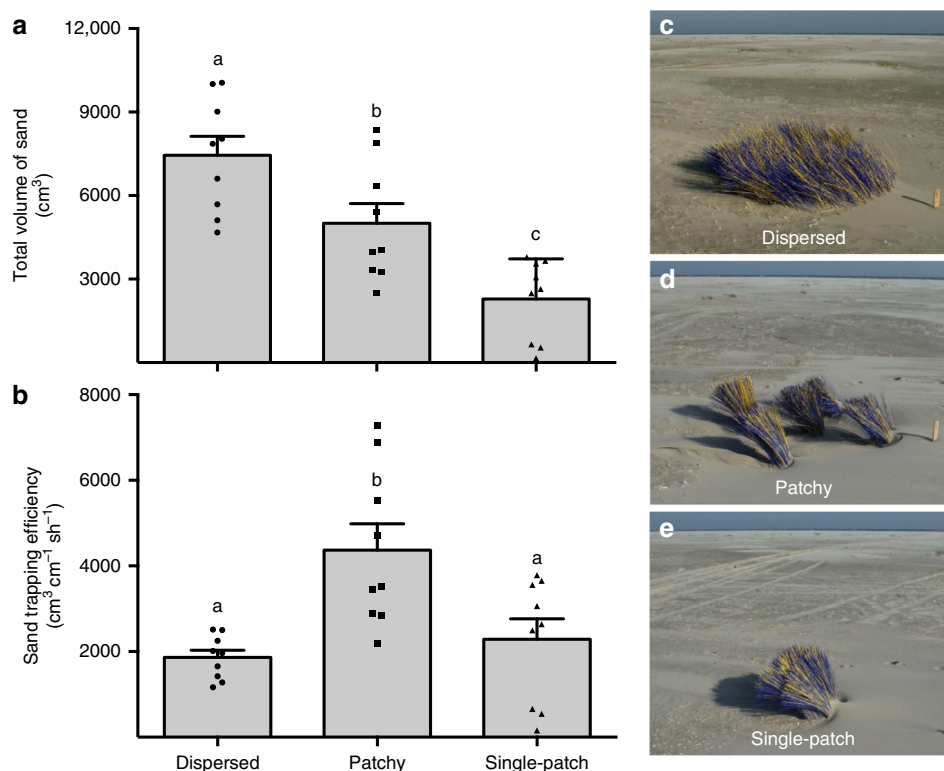 a
12,000
9000
6000
3000
Total volume of sand
(cm³)
a
b
c
b
8000
6000
4000
2000
Sand trapping efficiency
(cm³ cm⁻¹ sh⁻¹)
a
b
a
Dispersed
Patchy
Single-patch
c
Dispersed
d
Patchy
e
Single-patch